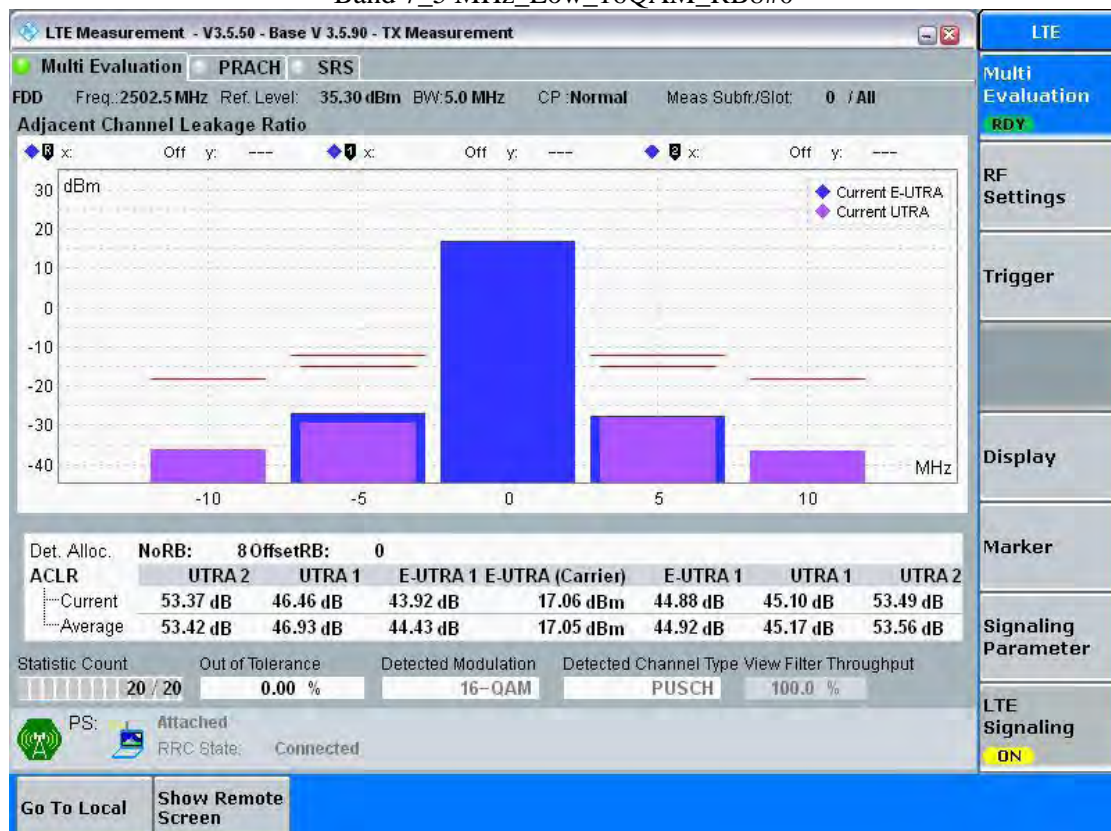 Band 7_5 MHz_Low_16QAM_RB8#0
LTE Measurement - V3.5.50 - Base V 3.5.90 - TX Measurement
LTE
Multi Evaluation PRACH SRS
Multi Evaluation
RDY
FDD Freq.:2502.5 MHz Ref. Level: 35.30 dBm BW:5.0 MHz CP :Normal Meas Subfr./Slot: 0 / All
Adjacent Channel Leakage Ratio
R x: Off y: --- 1 x: Off y: --- 2 x: Off y: ---
dBm
Current E-UTRA
Current UTRA
30
20
10
0
-10
-20
-30
-40
MHz
-10 -5 0 5 10
RF Settings
Trigger
Display
Marker
Signaling Parameter
LTE Signaling
ON
Det. Alloc. NoRB: 8 OffsetRB: 0
ACLR UTRA 2 UTRA 1 E-UTRA 1 E-UTRA (Carrier) E-UTRA 1 UTRA 1 UTRA 2
Current 53.37 dB 46.46 dB 43.92 dB 17.06 dBm 44.88 dB 45.10 dB 53.49 dB
Average 53.42 dB 46.93 dB 44.43 dB 17.05 dBm 44.92 dB 45.17 dB 53.56 dB
Statistic Count Out of Tolerance Detected Modulation Detected Channel Type View Filter Throughput
20 / 20 0.00 % 16-QAM PUSCH 100.0 %
PS: Attached
RRC State: Connected
Go To Local
Show Remote Screen